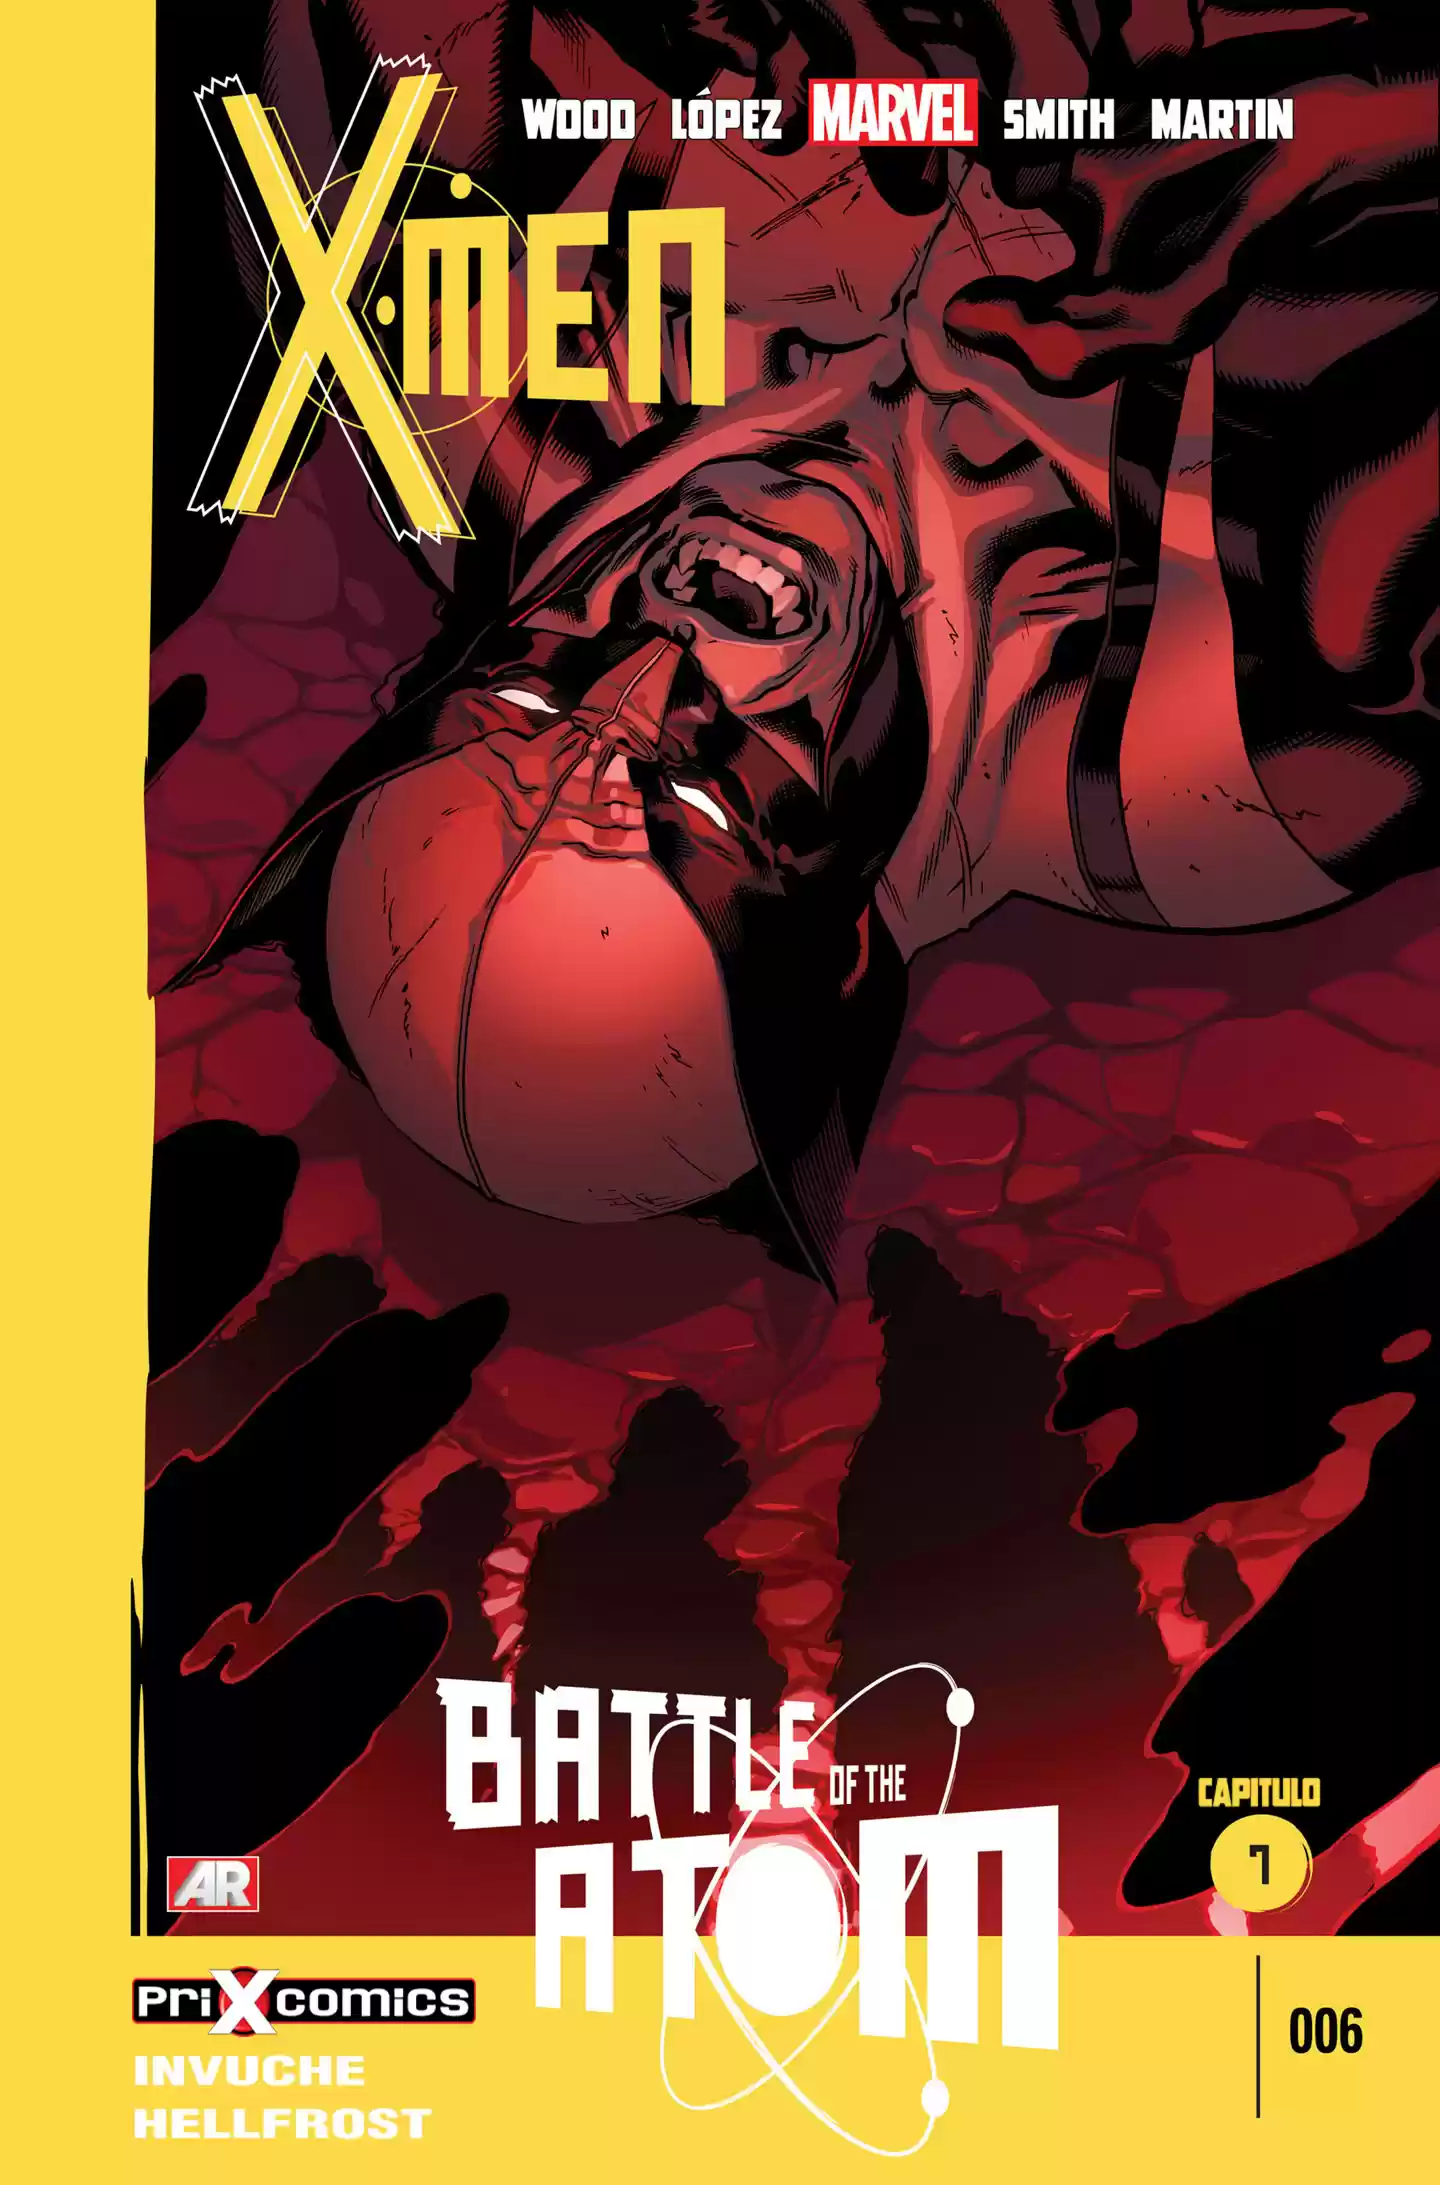 WOOD LÓPEZ MARVEL SMITH MARTIN
X-MEN
BATTLE OF THE
ATOM
CAPITULO
7
AR
PRiXcomics
INVUCHE
HELLFROST
006